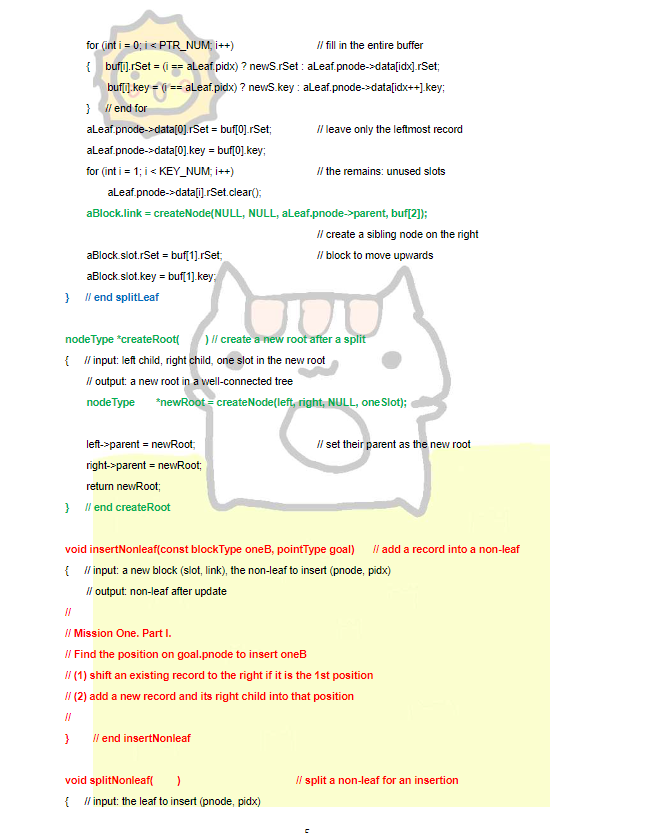 for (int i = 0; i < PTR_NUM; i++) // fill in the entire buffer
{ buf[i].rSet = (i == aLeaf.pidx) ? newS.rSet : aLeaf.pnode->data[idx].rSet;
buf[i].key = (i == aLeaf.pidx) ? newS.key : aLeaf.pnode->data[idx++].key;
} // end for
aLeaf.pnode->data[0].rSet = buf[0].rSet; // leave only the leftmost record
aLeaf.pnode->data[0].key = buf[0].key;
for (int i = 1; i < KEY_NUM; i++) // the remains: unused slots
aLeaf.pnode->data[i].rSet.clear();
aBlock.link = createNode(NULL, NULL, aLeaf.pnode->parent, buf[2]);
// create a sibling node on the right
aBlock.slot.rSet = buf[1].rSet; // block to move upwards
aBlock.slot.key = buf[1].key;
} // end splitLeaf
nodeType *createRoot( ) // create a new root after a split
{ // input: left child, right child, one slot in the new root
// output: a new root in a well-connected tree
nodeType *newRoot = createNode(left, right, NULL, oneSlot);
left->parent = newRoot; // set their parent as the new root
right->parent = newRoot;
return newRoot;
} // end createRoot
void insertNonleaf(const blockType oneB, pointType goal) // add a record into a non-leaf
{ // input: a new block (slot, link), the non-leaf to insert (pnode, pidx)
// output: non-leaf after update
//
// Mission One. Part I.
// Find the position on goal.pnode to insert oneB
// (1) shift an existing record to the right if it is the 1st position
// (2) add a new record and its right child into that position
//
} // end insertNonleaf
void splitNonleaf( ) // split a non-leaf for an insertion
{ // input: the leaf to insert (pnode, pidx)